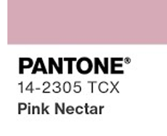 PANTONE®
14-2305 TCX
Pink Nectar